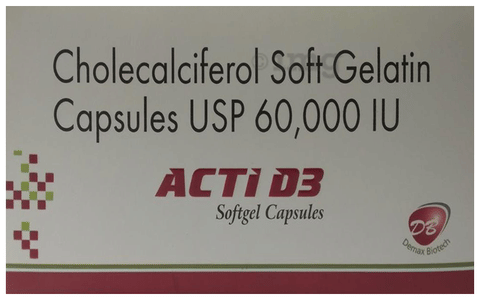 Cholecalciferol Soft Gelatin
Capsules USP 60,000 IU
ACTI D3
Softgel Capsules
DB
Demax Biotech